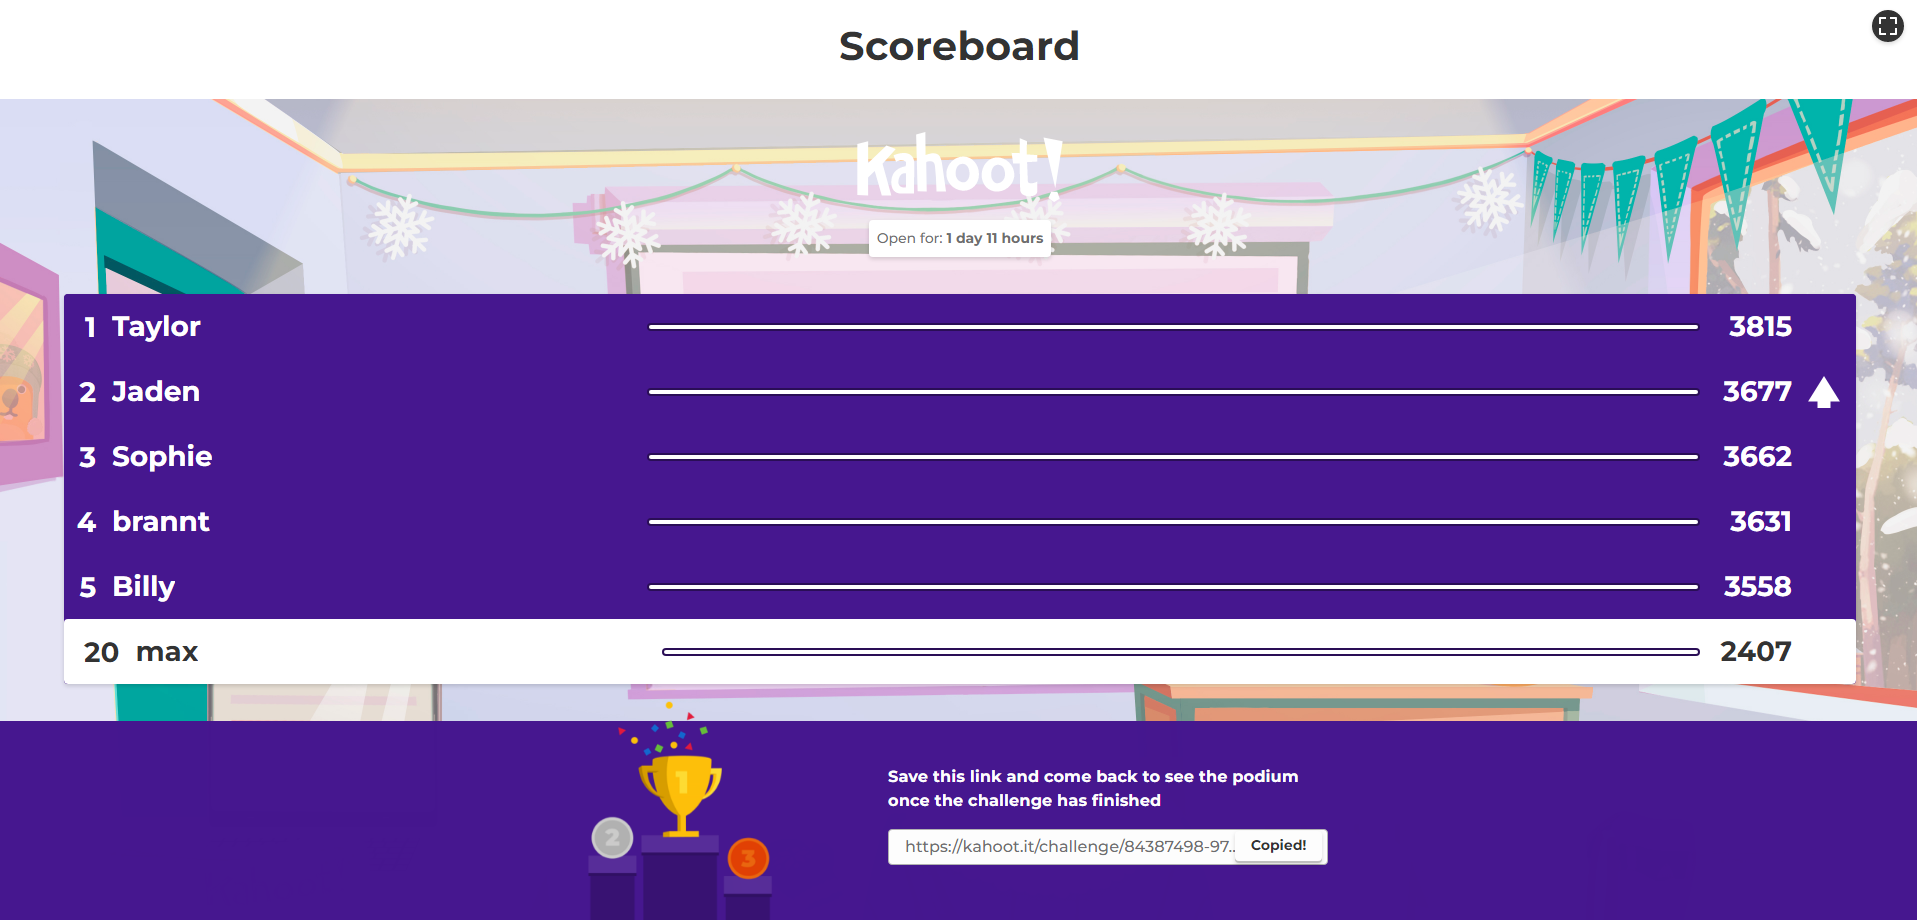 Scoreboard
Kahoot!
Open for: 1 day 11 hours
1 Taylor 3815
2 Jaden 3677
3 Sophie 3662
4 brannt 3631
5 Billy 3558
20 max 2407
1
2
3
Save this link and come back to see the podium
once the challenge has finished
https://kahoot.it/challenge/84387498-97.. Copied!